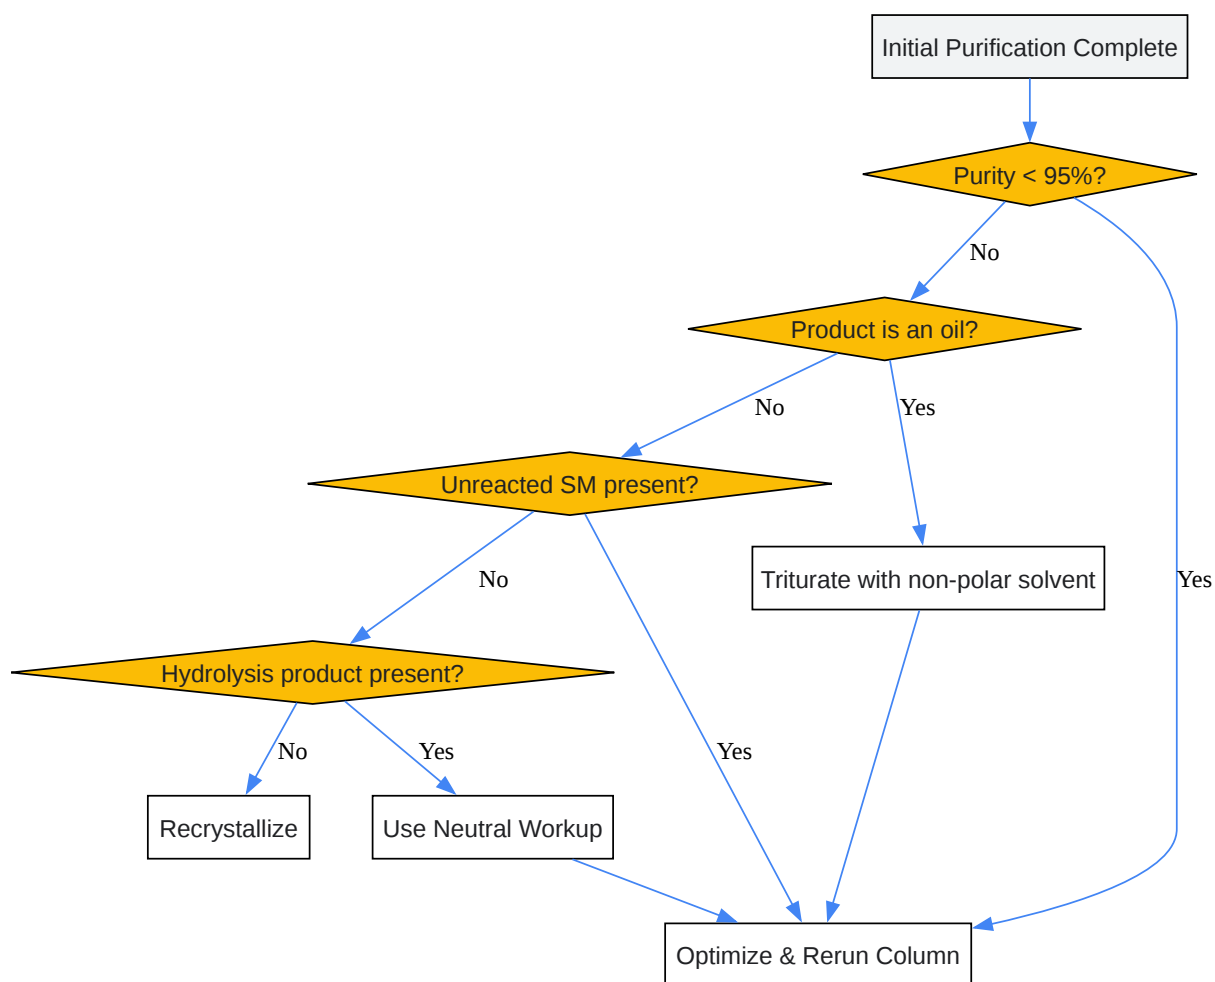 Initial Purification Complete
Purity < 95%?
No
Product is an oil?
No
Yes
Unreacted SM present?
No
Triturate with non-polar solvent
Yes
Hydrolysis product present?
No
Yes
Yes
Recrystallize
Use Neutral Workup
Optimize & Rerun Column